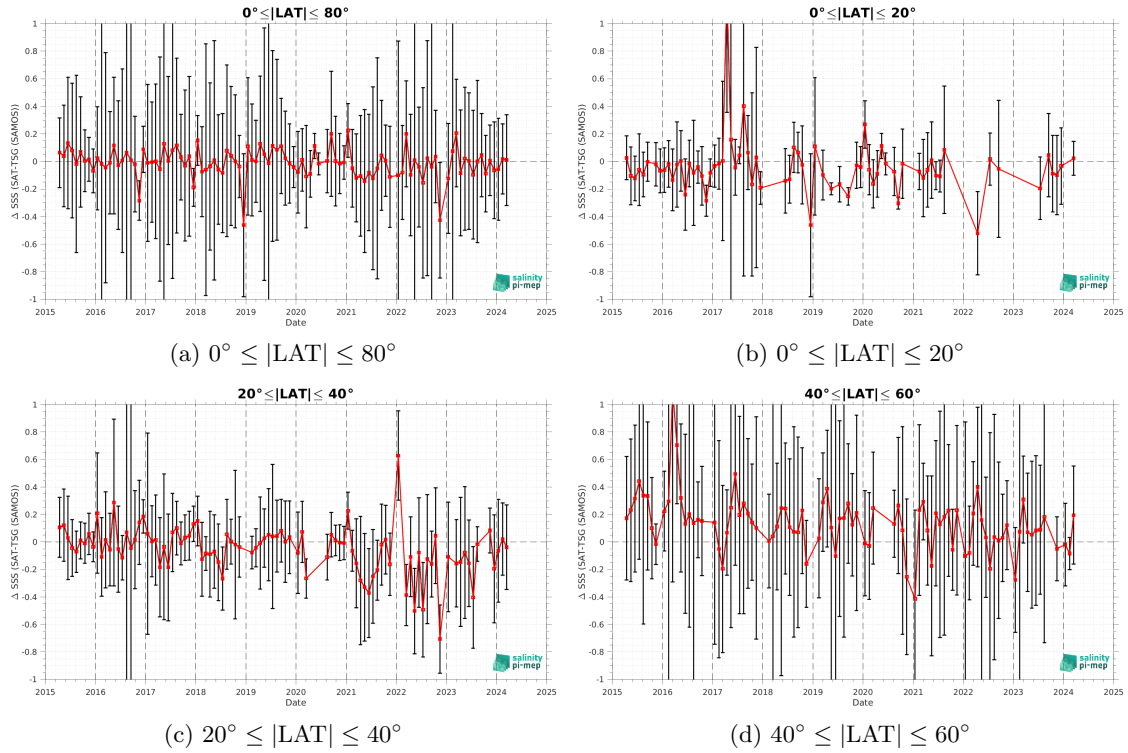 0°≤|LAT|≤ 80°
Δ SSS (SAT-TSG (SAMOS))
1
0.8
0.6
0.4
0.2
0
-0.2
-0.4
-0.6
-0.8
-1
2015 2016 2017 2018 2019 2020 2021 2022 2023 2024 2025
Date
salinity
pi-mep
(a) 0° ≤ |LAT| ≤ 80°
0°≤|LAT|≤ 20°
Δ SSS (SAT-TSG (SAMOS))
1
0.8
0.6
0.4
0.2
0
-0.2
-0.4
-0.6
-0.8
-1
2015 2016 2017 2018 2019 2020 2021 2022 2023 2024 2025
Date
salinity
pi-mep
(b) 0° ≤ |LAT| ≤ 20°
20°≤|LAT|≤ 40°
Δ SSS (SAT-TSG (SAMOS))
1
0.8
0.6
0.4
0.2
0
-0.2
-0.4
-0.6
-0.8
-1
2015 2016 2017 2018 2019 2020 2021 2022 2023 2024 2025
Date
salinity
pi-mep
(c) 20° ≤ |LAT| ≤ 40°
40°≤|LAT|≤ 60°
Δ SSS (SAT-TSG (SAMOS))
1
0.8
0.6
0.4
0.2
0
-0.2
-0.4
-0.6
-0.8
-1
2015 2016 2017 2018 2019 2020 2021 2022 2023 2024 2025
Date
salinity
pi-mep
(d) 40° ≤ |LAT| ≤ 60°